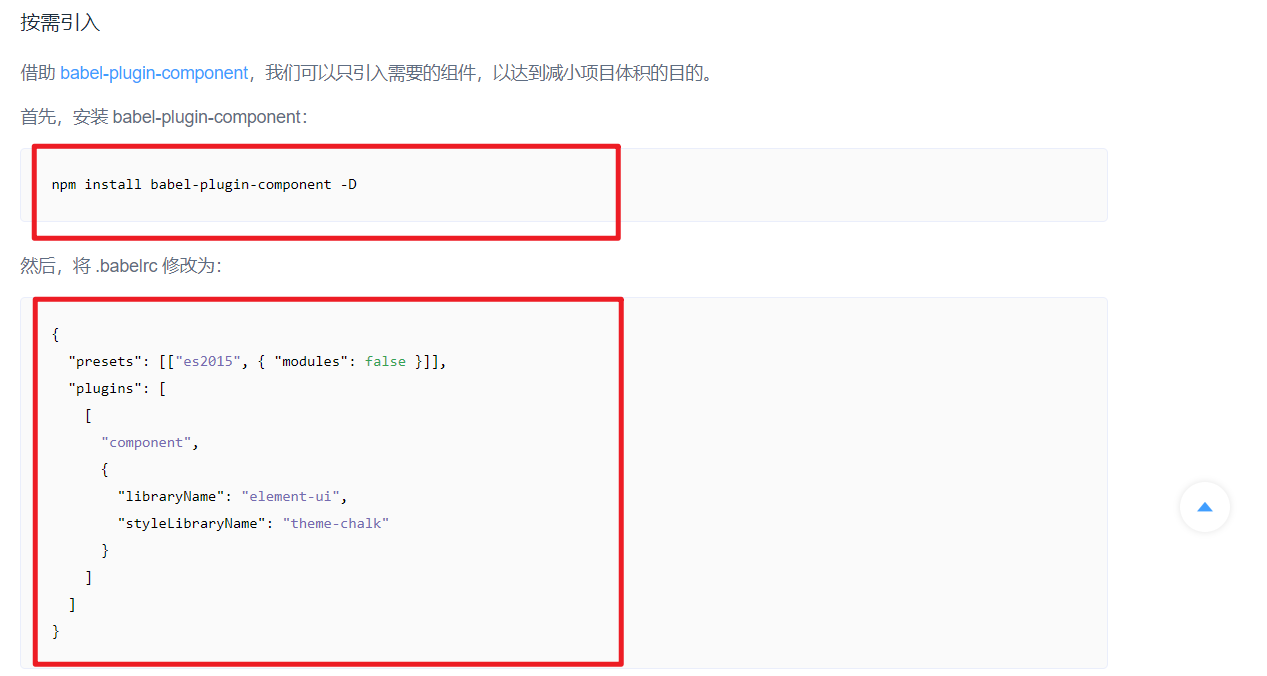 按需引入
借助 babel-plugin-component，我们可以只引入需要的组件，以达到减小项目体积的目的。
首先，安装 babel-plugin-component：
npm install babel-plugin-component -D
然后，将 .babelrc 修改为：
{
  "presets": [["es2015", { "modules": false }]],
  "plugins": [
    [
      "component",
      {
        "libraryName": "element-ui",
        "styleLibraryName": "theme-chalk"
      }
    ]
  ]
}